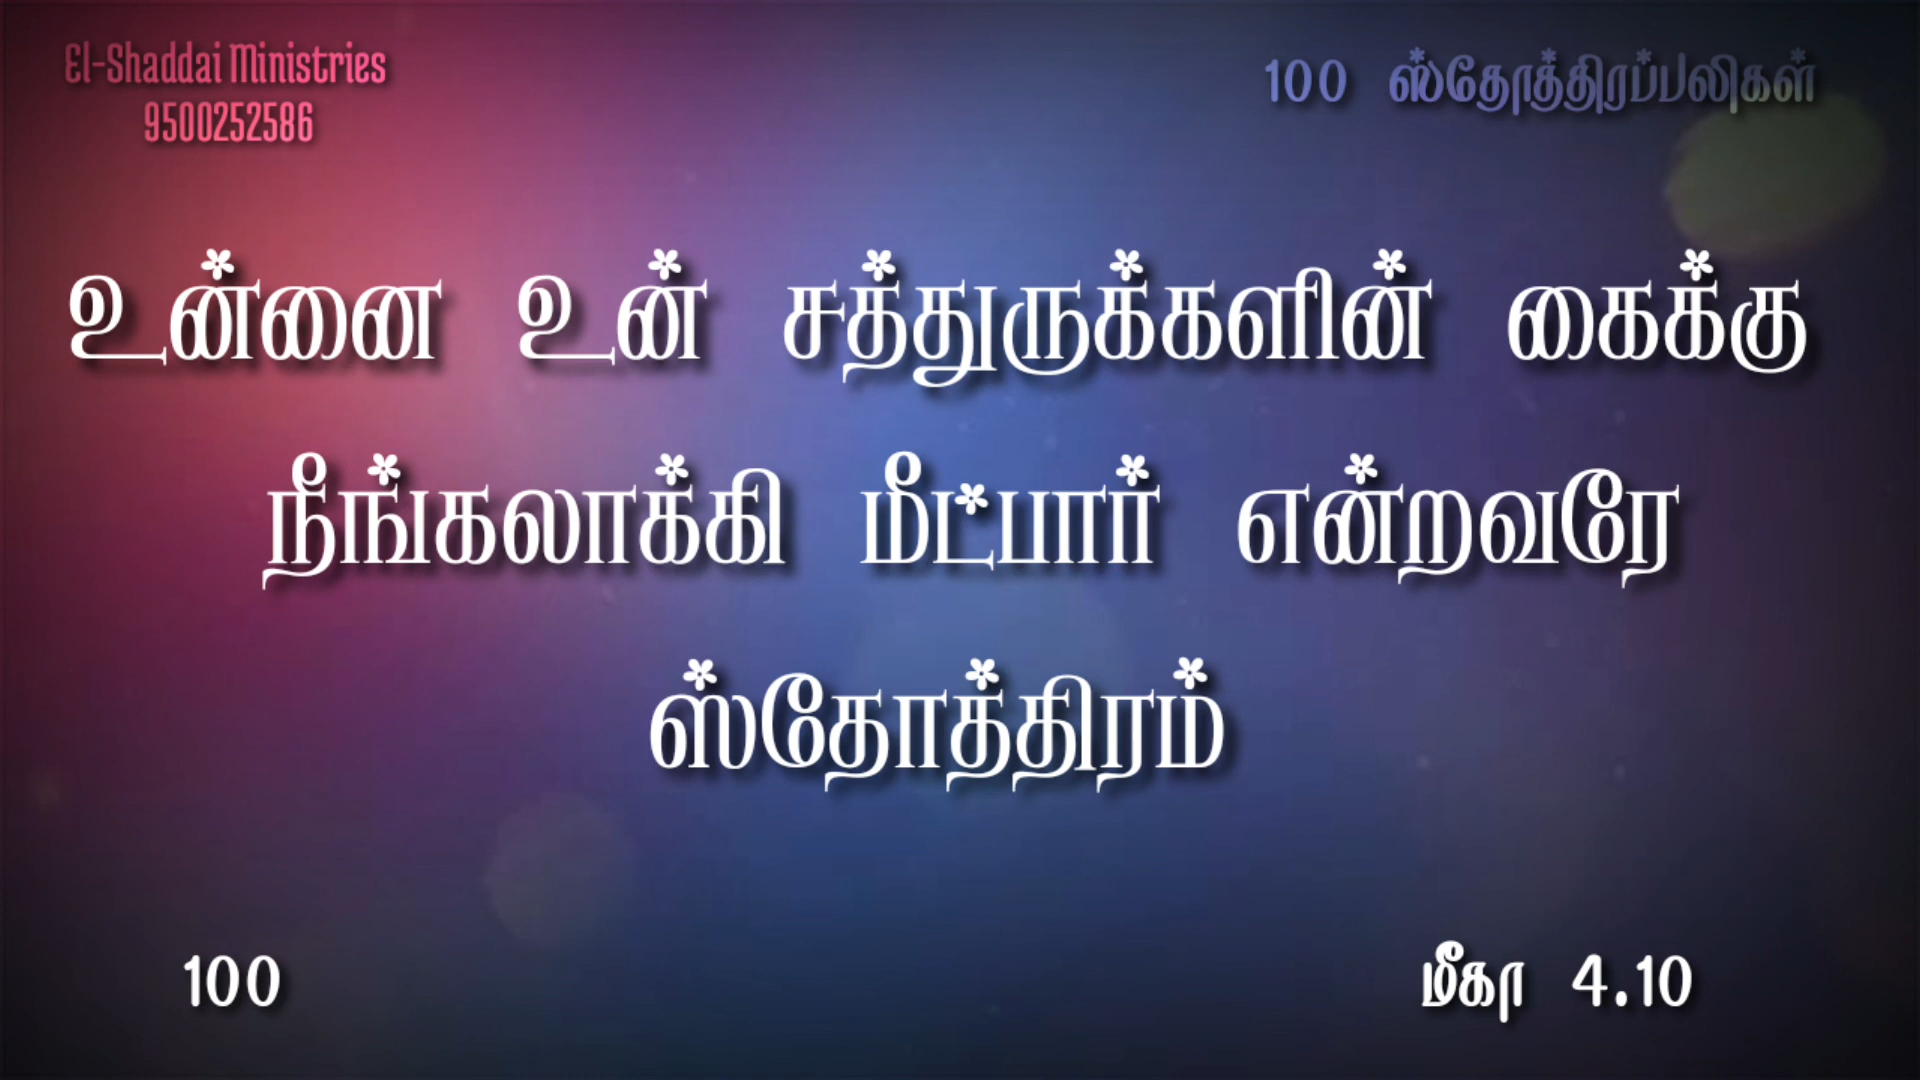 El-Shaddai Ministries
9500252586
100 ஸ்தோத்திரப்பலிகள்
உன்னை உன் சத்துருக்களின் கைக்கு
நீங்கலாக்கி மீட்பார் என்றவரே
ஸ்தோத்திரம்
100
மீகா 4.10